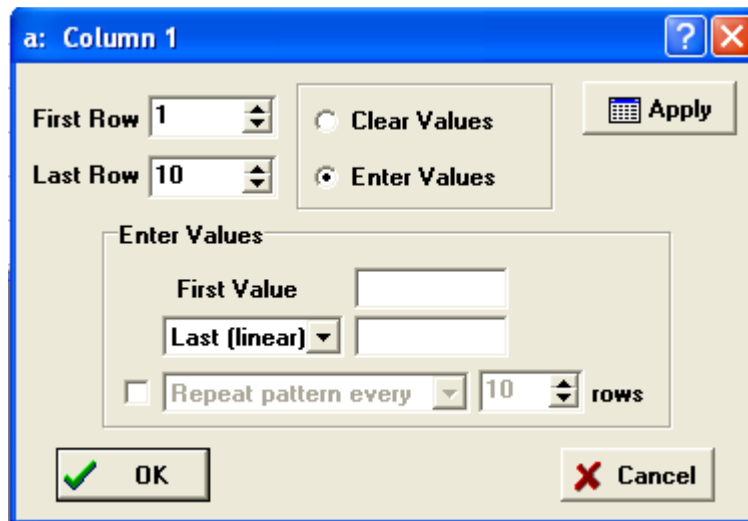 a: Column 1
First Row 1
Last Row 10
Clear Values
Enter Values
Apply
Enter Values
First Value
Last (linear)
Repeat pattern every 10 rows
OK
Cancel